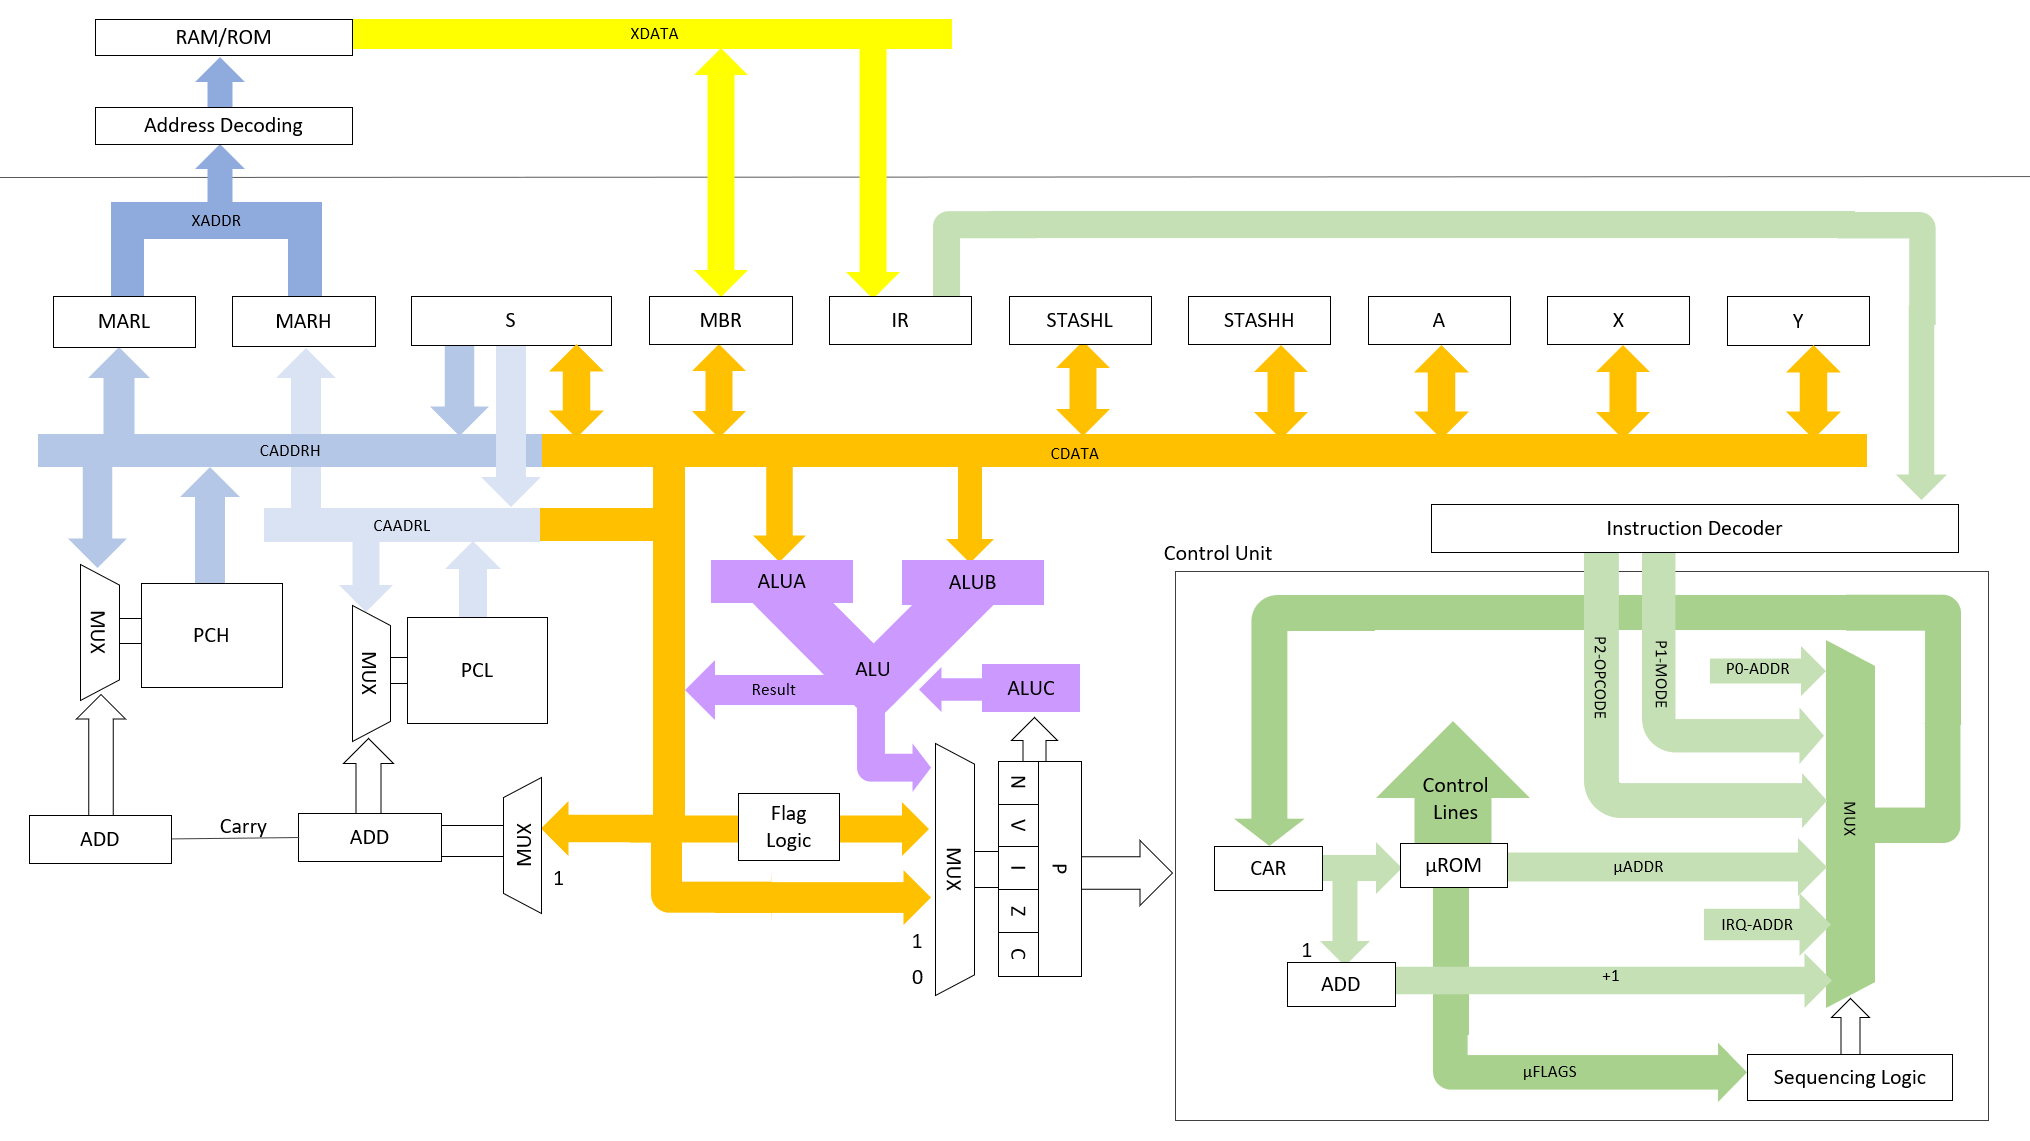 RAM/ROM
XDATA
Address Decoding
XADDR
MARL
MARH
S
MBR
IR
STASHL
STASHH
A
X
Y
CADDRH
CDATA
CAADRL
Instruction Decoder
Control Unit
MUX
PCH
MUX
PCL
ALUA
ALUB
ALU
Result
ALUC
P2-OPCODE
P1-MODE
P0-ADDR
Control
Lines
MUX
ADD
Carry
ADD
MUX
1
Flag
Logic
MUX
1
0
N
V
I
Z
C
P
CAR
µROM
µADDR
IRQ-ADDR
1
ADD
+1
µFLAGS
Sequencing Logic